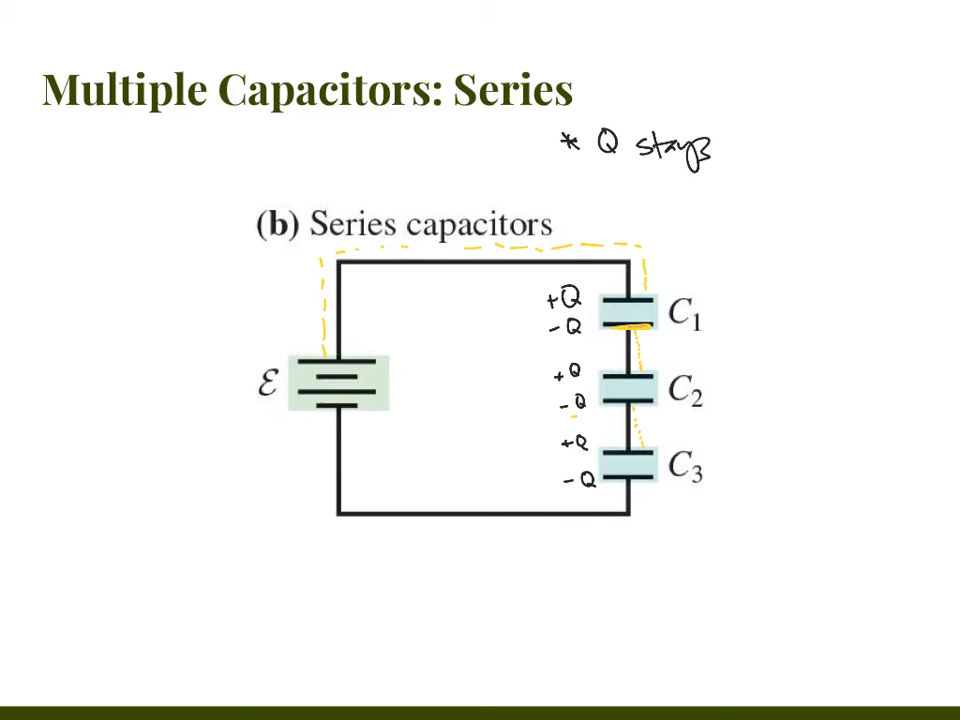 Multiple Capacitors: Series
* Q stays
(b) Series capacitors
+Q
-Q
C1
+Q
-Q
ℰ
C2
+Q
-Q
C3